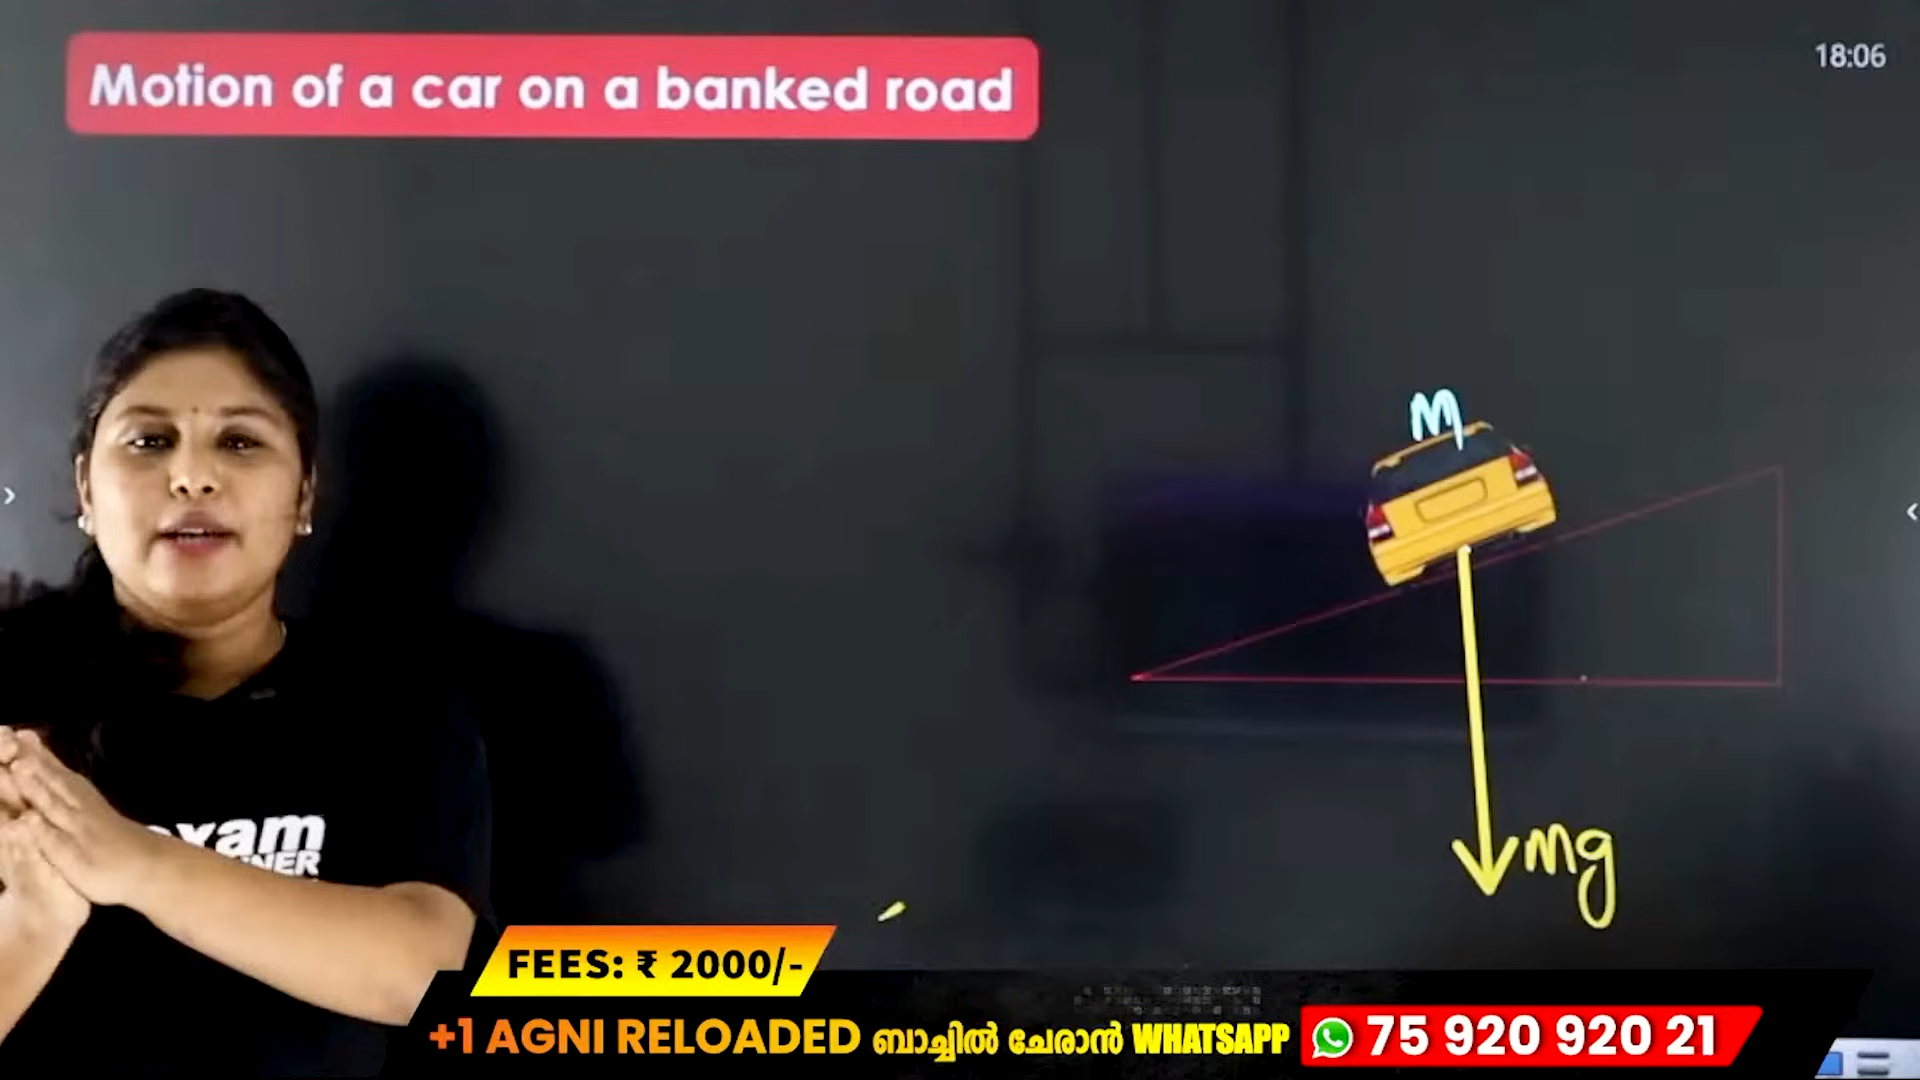 Motion of a car on a banked road
18:06
M
mg
exam
FEES: ₹ 2000/-
+1 AGNI RELOADED ബാച്ചിൽ ചേരാൻ WHATSAPP 75 920 920 21